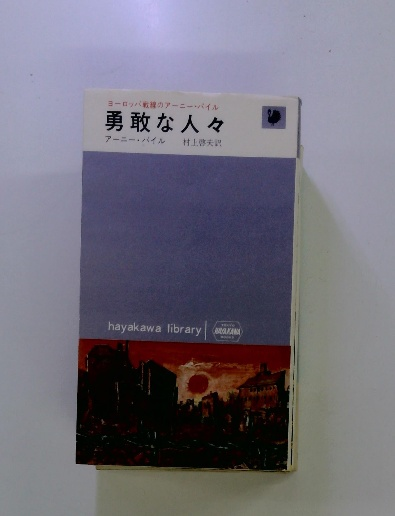 ヨーロッパ戦線のアーニー・パイル
勇敢な人々
アーニー・パイル 村上啓夫訳
hayakawa library
HAYAKAWA